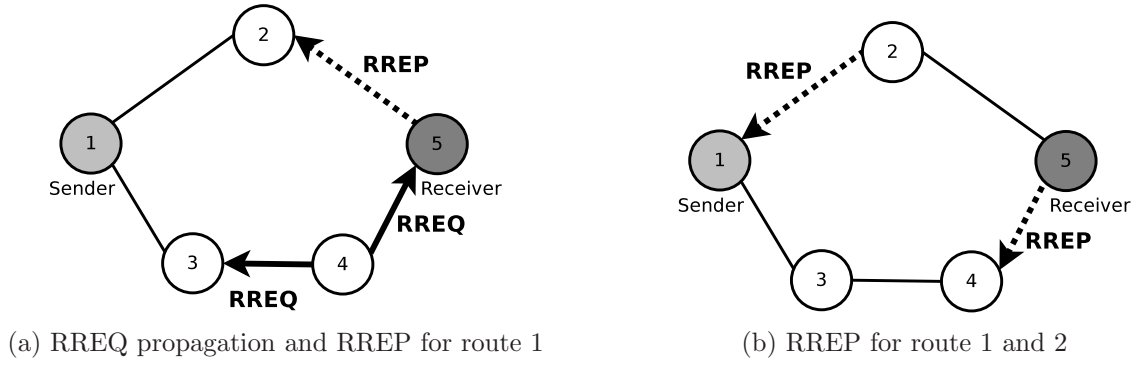 2
RREP
1
5
Sender
Receiver
RREQ
3
4
RREQ
(a) RREQ propagation and RREP for route 1
2
RREP
1
5
Sender
Receiver
RREP
3
4
(b) RREP for route 1 and 2